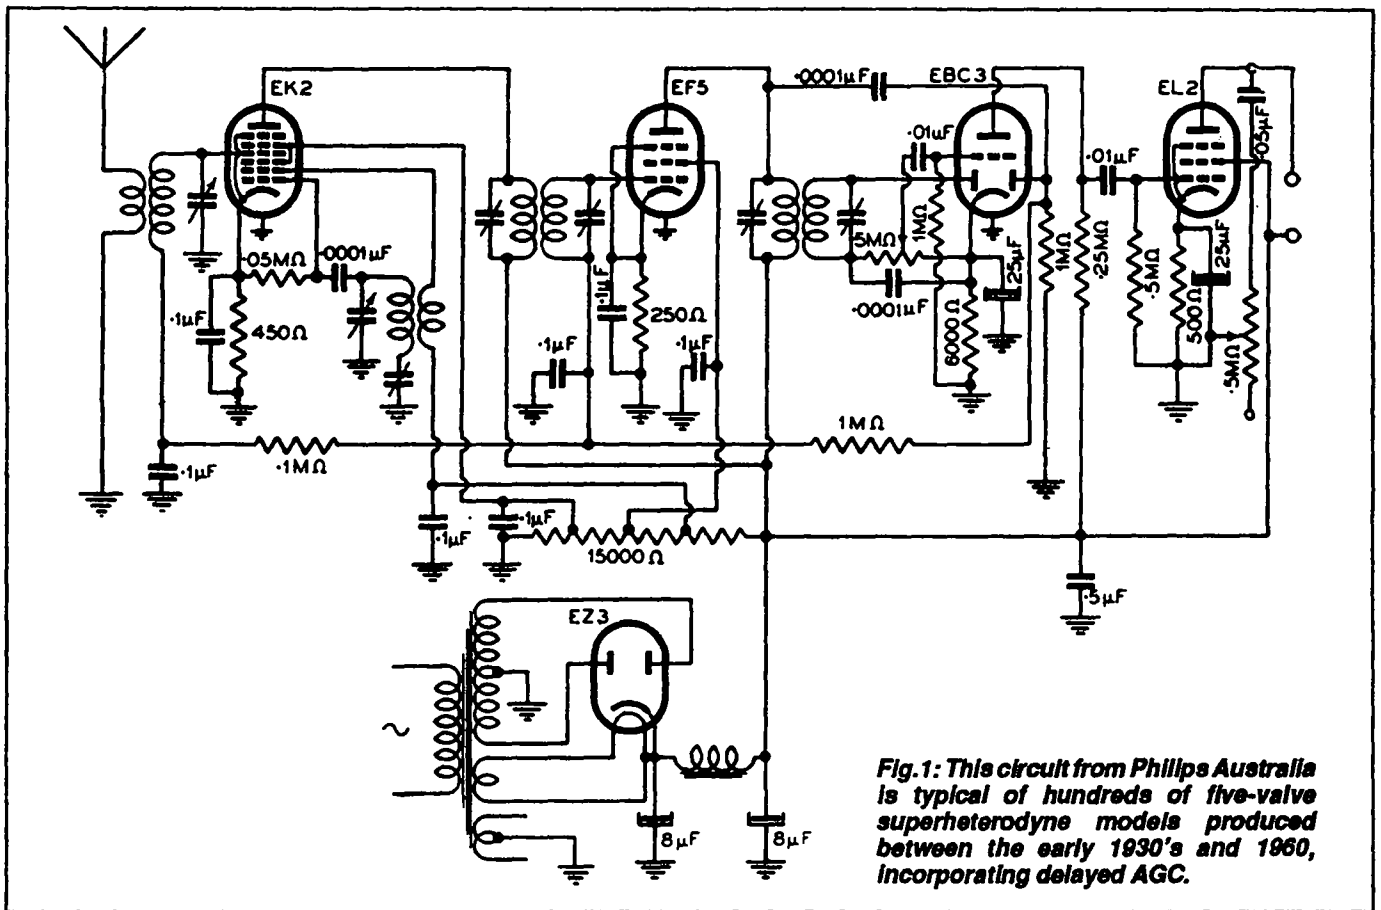 EK2
EF5
·0001µF
EBC3
EL2
·05µF
·01µF
·01µF
·05MΩ
·0001µF
·5MΩ
1MΩ
25µF
1MΩ
·25MΩ
·5MΩ
25µF
500Ω
·5MΩ
·1µF
450Ω
·1µF
250Ω
·1µF
·1µF
·0001µF
6000Ω
·1µF
·1MΩ
1MΩ
·1µF
·1µF
15000Ω
·5µF
EZ3
~
8µF
8µF
Fig.1: This circuit from Philips Australia
is typical of hundreds of five-valve
superheterodyne models produced
between the early 1930's and 1960,
incorporating delayed AGC.